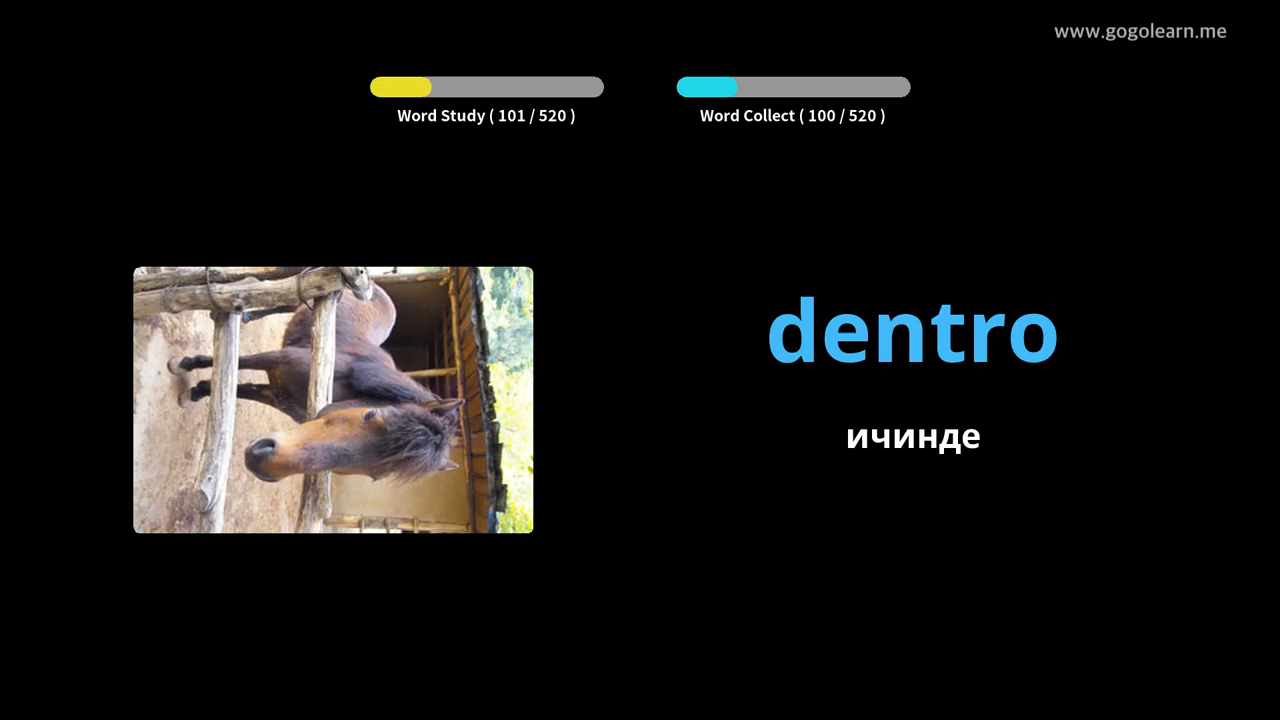 www.gogolearn.me
Word Study ( 101 / 520 )
Word Collect ( 100 / 520 )
dentro
ичинде